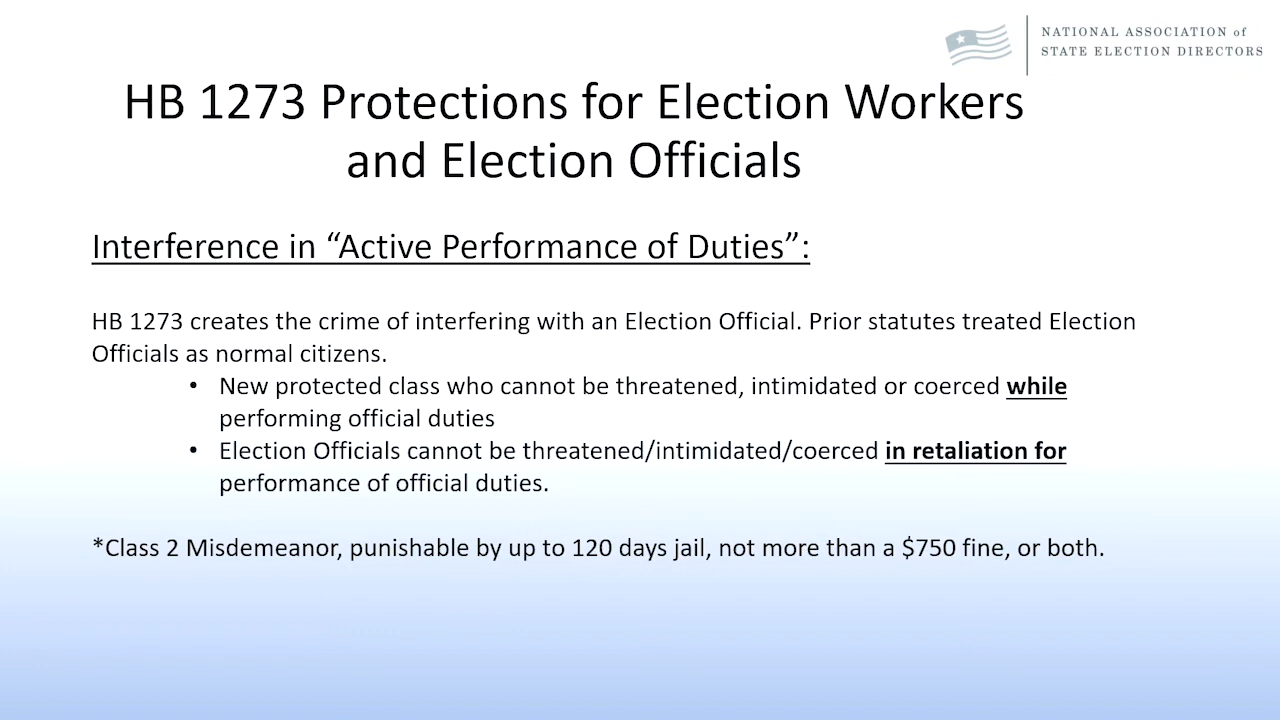 NATIONAL ASSOCIATION of
STATE ELECTION DIRECTORS
HB 1273 Protections for Election Workers
and Election Officials
Interference in “Active Performance of Duties”:
HB 1273 creates the crime of interfering with an Election Official. Prior statutes treated Election
Officials as normal citizens.
• New protected class who cannot be threatened, intimidated or coerced while
performing official duties
• Election Officials cannot be threatened/intimidated/coerced in retaliation for
performance of official duties.
*Class 2 Misdemeanor, punishable by up to 120 days jail, not more than a $750 fine, or both.